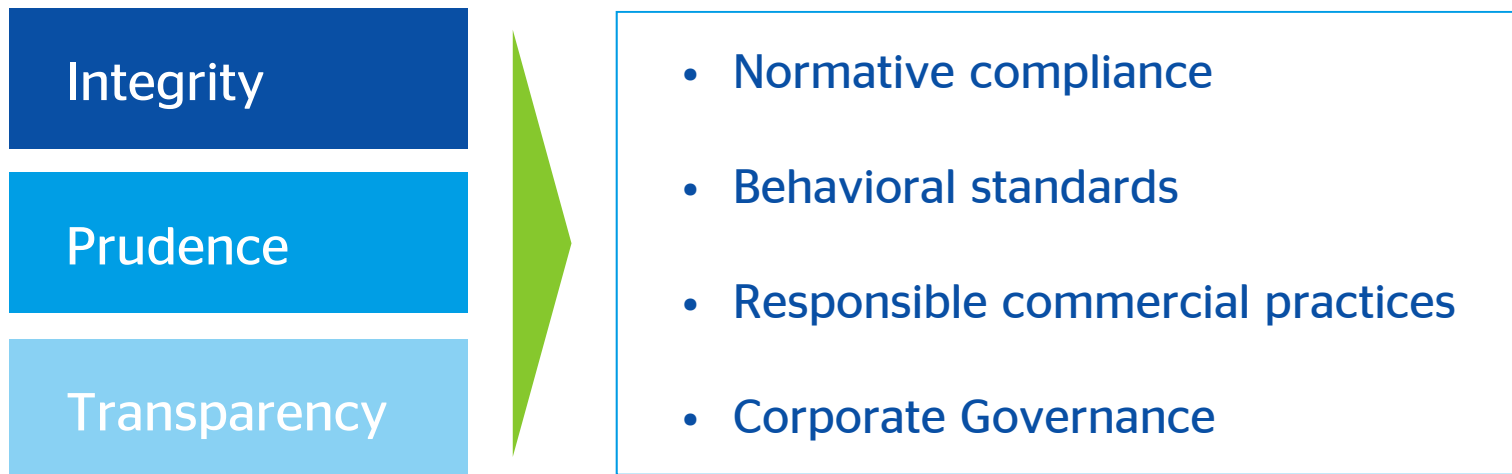 Integrity
Prudence
Transparency
• Normative compliance
• Behavioral standards
• Responsible commercial practices
• Corporate Governance